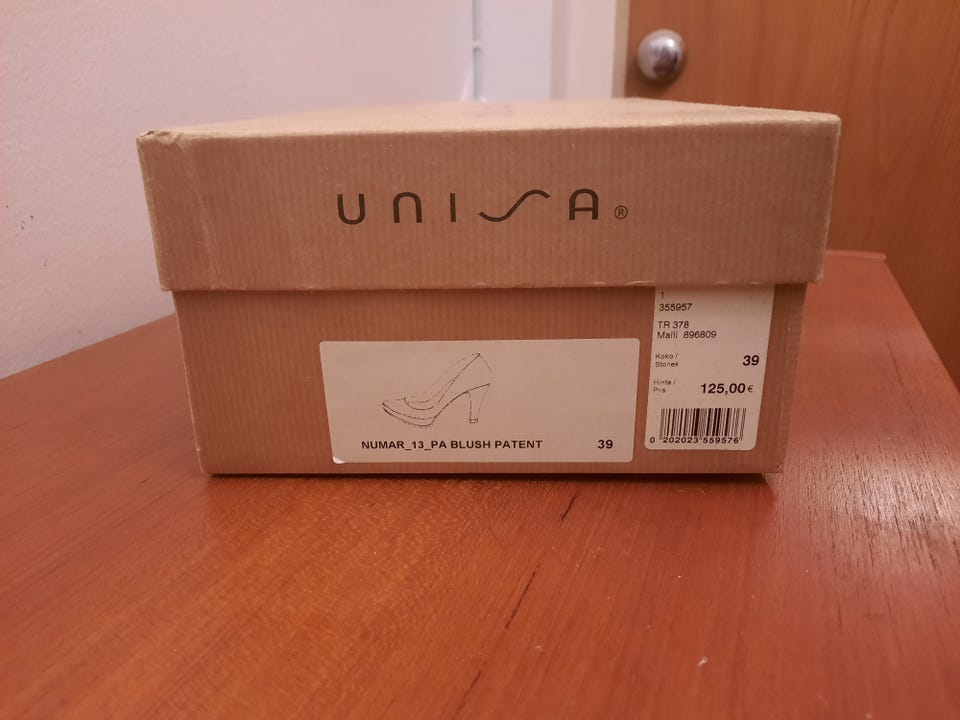 UNISA®
1
355957
TR 378
Malli 896809
Koko /
Storlek
39
Hinta /
Pris
125,00 €
0 202023 559576
NUMAR_13_PA BLUSH PATENT 39